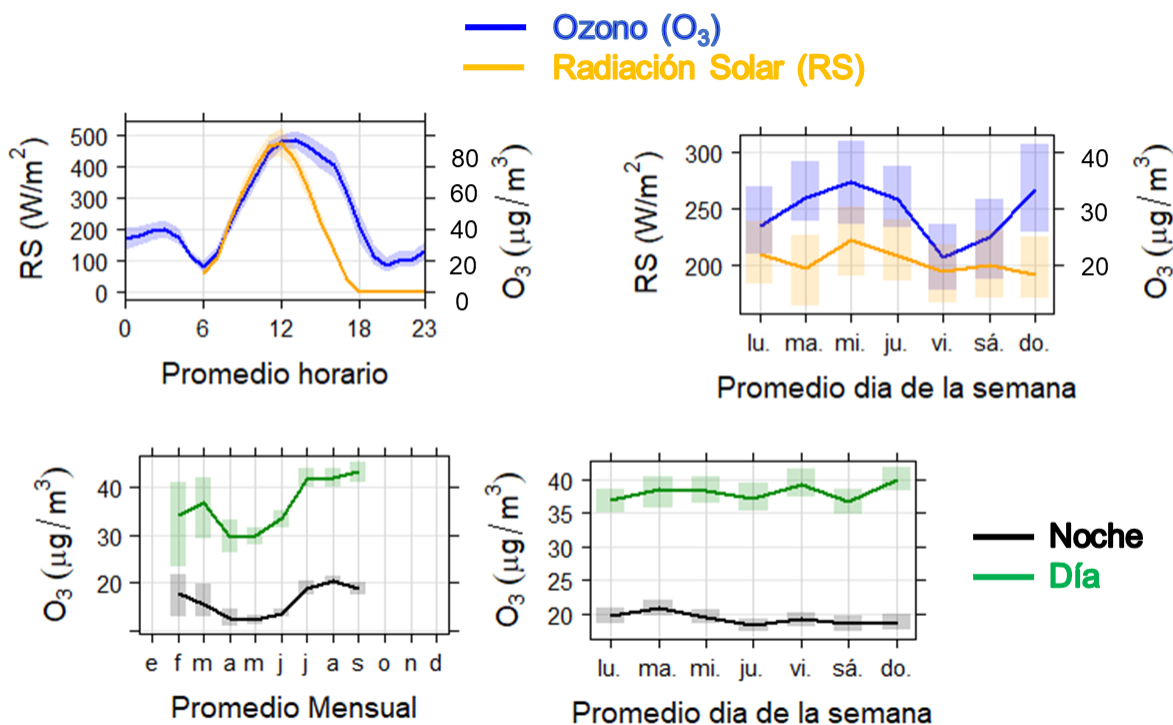 Ozono (O3)
Radiación Solar (RS)
RS (W/m2)
500
400
300
200
100
0
80
60
40
20
0
O3 (µg/m3)
0 6 12 18 23
Promedio horario
RS (W/m2)
300
250
200
40
30
20
O3 (µg/m3)
lu. ma. mi. ju. vi. sá. do.
Promedio dia de la semana
O3 (µg/m3)
40
30
20
e f m a m j j a s o n d
Promedio Mensual
O3 (µg/m3)
40
35
30
25
20
lu. ma. mi. ju. vi. sá. do.
Promedio dia de la semana
Noche
Día